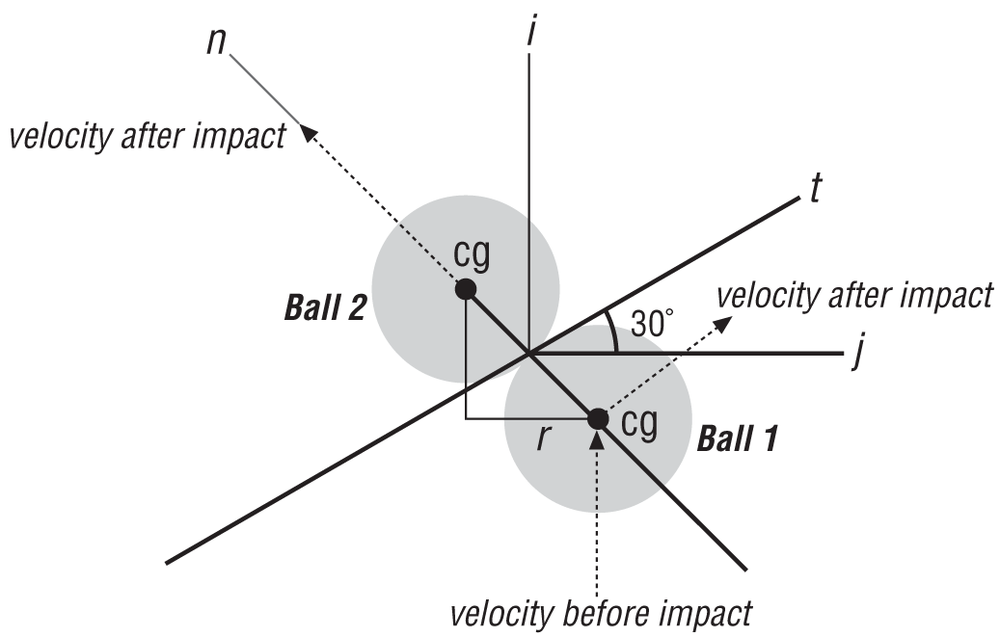 i
n
velocity after impact
t
cg
Ball 2
velocity after impact
30°
j
cg
r
Ball 1
velocity before impact